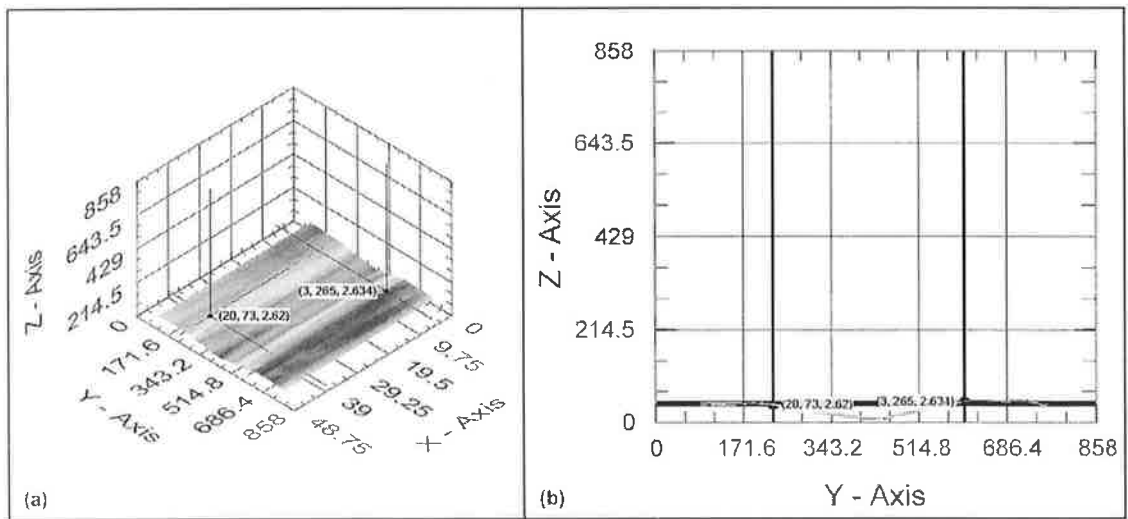 858
643.5
429
214.5
0
Z - Axis
171.6
343.2
514.8
686.4
858
Y - Axis
0
9.75
19.5
29.25
39
48.75
X - Axis
(20, 73, 2.62)
(3, 265, 2.634)
(a)
858
643.5
429
214.5
0
Z - Axis
(20, 73, 2.62)
(3, 265, 2.631)
0 171.6 343.2 514.8 686.4 858
Y - Axis
(b)